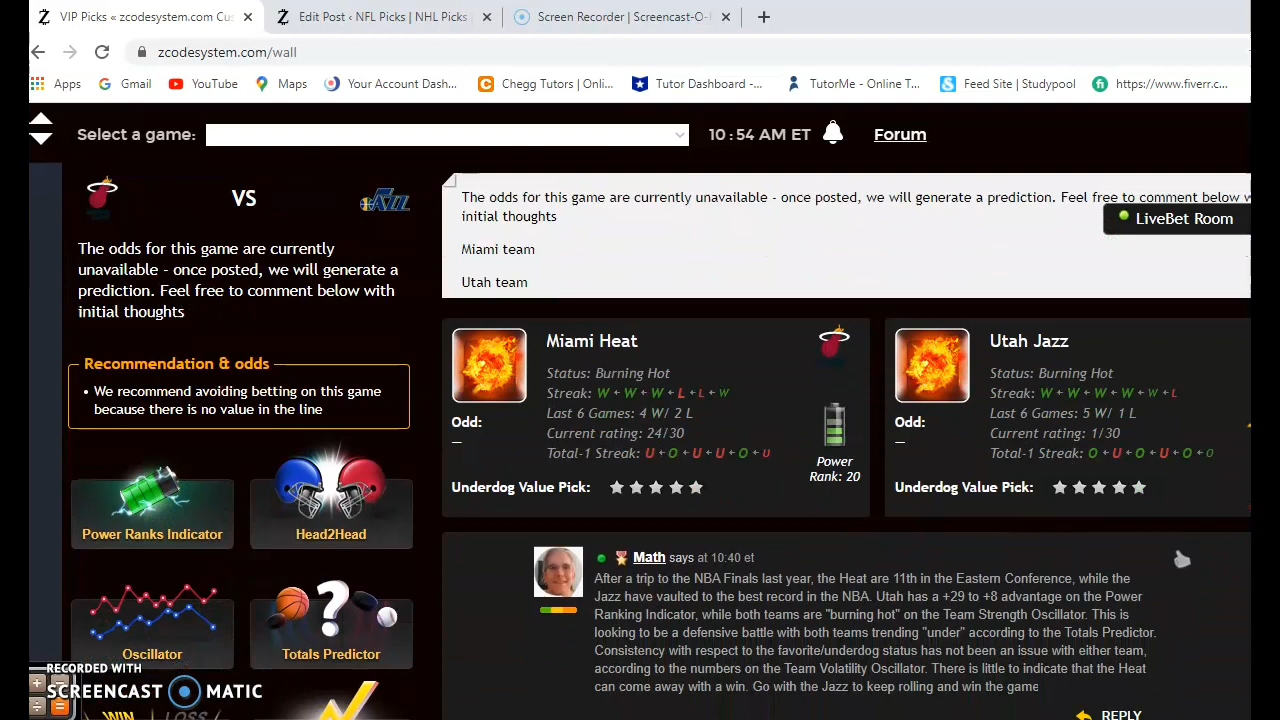 VIP Picks « zcodesystem.com Cus
Edit Post ‹ NFL Picks | NHL Picks
Screen Recorder | Screencast-O-
zcodesystem.com/wall
Apps
Gmail
YouTube
Maps
Your Account Dash...
Chegg Tutors | Onli...
Tutor Dashboard -...
TutorMe - Online T...
Feed Site | Studypool
https://www.fiverr.c...
Select a game:
10:54 AM ET
Forum
VS
JAZZ
The odds for this game are currently
unavailable - once posted, we will generate a
prediction. Feel free to comment below with
initial thoughts
The odds for this game are currently unavailable - once posted, we will generate a prediction. Feel free to comment below w
initial thoughts
Miami team
Utah team
LiveBet Room
Recommendation & odds
• We recommend avoiding betting on this game
because there is no value in the line
Power Ranks Indicator
Head2Head
Oscillator
Totals Predictor
WIN
LOSS
Miami Heat
Status: Burning Hot
Streak: W ← W ← W ← L ← L ← W
Last 6 Games: 4 W/ 2 L
Current rating: 24/30
Total-1 Streak: U ← O ← U ← U ← O ← U
Odd:
—
Power
Rank: 20
Underdog Value Pick:
Utah Jazz
Status: Burning Hot
Streak: W ← W ← W ← W ← W ← L
Last 6 Games: 5 W/ 1 L
Current rating: 1/30
Total-1 Streak: O ← U ← O ← U ← O ← O
Odd:
—
Underdog Value Pick:
Math says at 10:40 et
After a trip to the NBA Finals last year, the Heat are 11th in the Eastern Conference, while the
Jazz have vaulted to the best record in the NBA. Utah has a +29 to +8 advantage on the Power
Ranking Indicator, while both teams are "burning hot" on the Team Strength Oscillator. This is
looking to be a defensive battle with both teams trending "under" according to the Totals Predictor.
Consistency with respect to the favorite/underdog status has not been an issue with either team,
according to the numbers on the Team Volatility Oscillator. There is little to indicate that the Heat
can come away with a win. Go with the Jazz to keep rolling and win the game
REPLY
RECORDED WITH
SCREENCAST MATIC